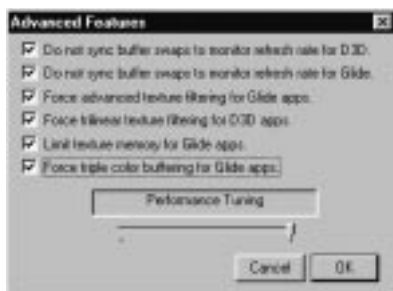 Advanced Features
Do not sync buffer swaps to monitor refresh rate for D3D.
Do not sync buffer swaps to monitor refresh rate for Glide.
Force advanced texture filtering for Glide apps.
Force trilinear texture filtering for D3D apps.
Limit texture memory for Glide apps.
Force triple color buffering for Glide apps.
Performance Tuning
Cancel
OK